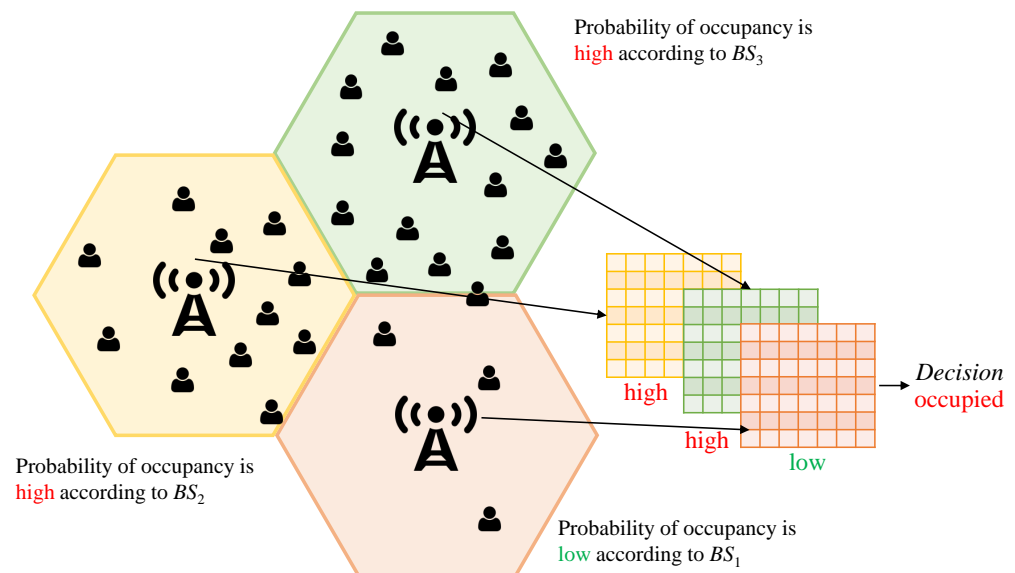 Probability of occupancy is
high according to BS₃
high
high
low
Decision
occupied
Probability of occupancy is
high according to BS₂
Probability of occupancy is
low according to BS₁